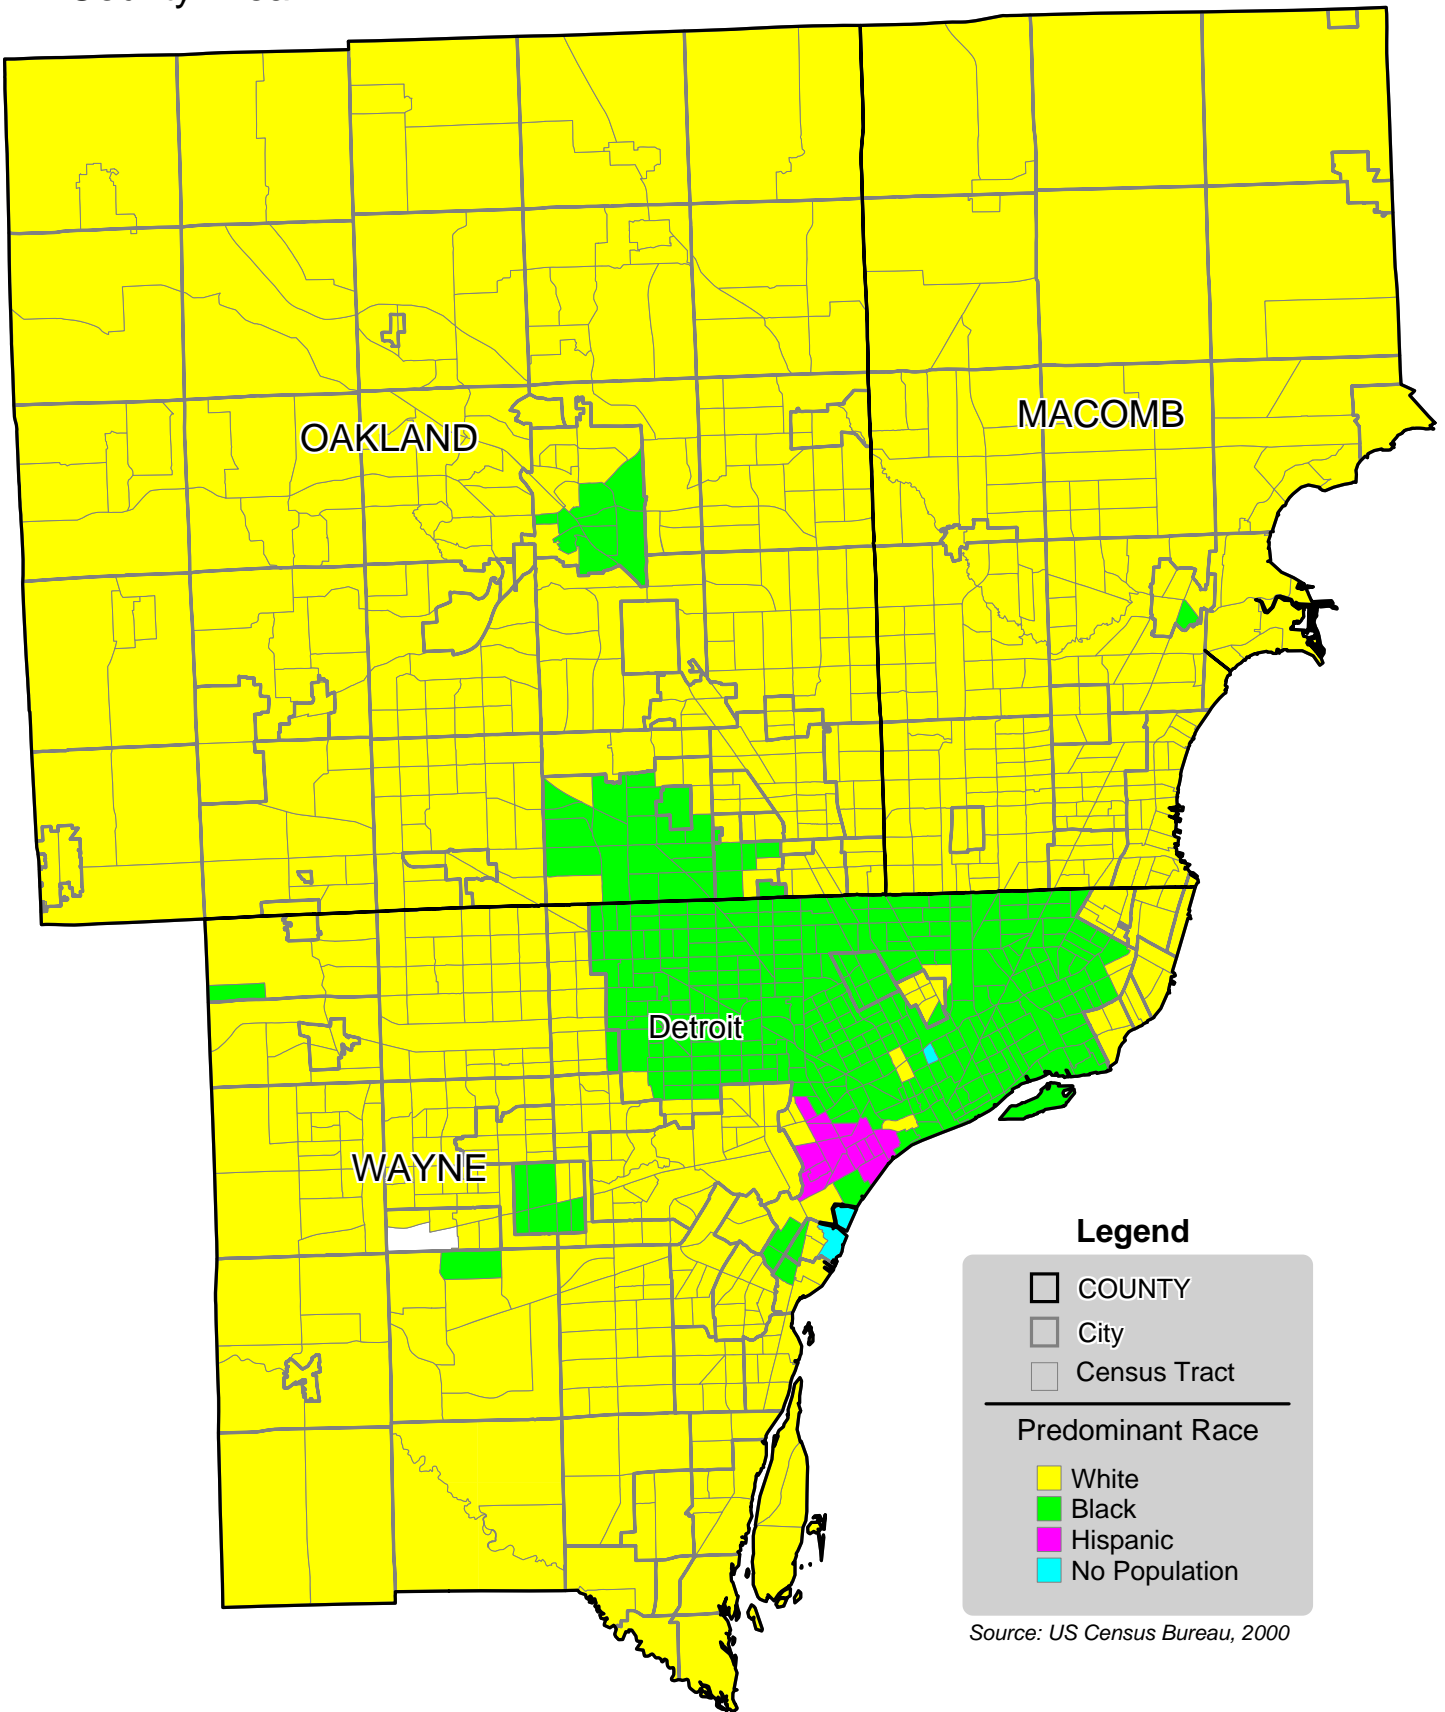 OAKLAND
MACOMB
Detroit
WAYNE
Legend
COUNTY
City
Census Tract
Predominant Race
White
Black
Hispanic
No Population
Source: US Census Bureau, 2000